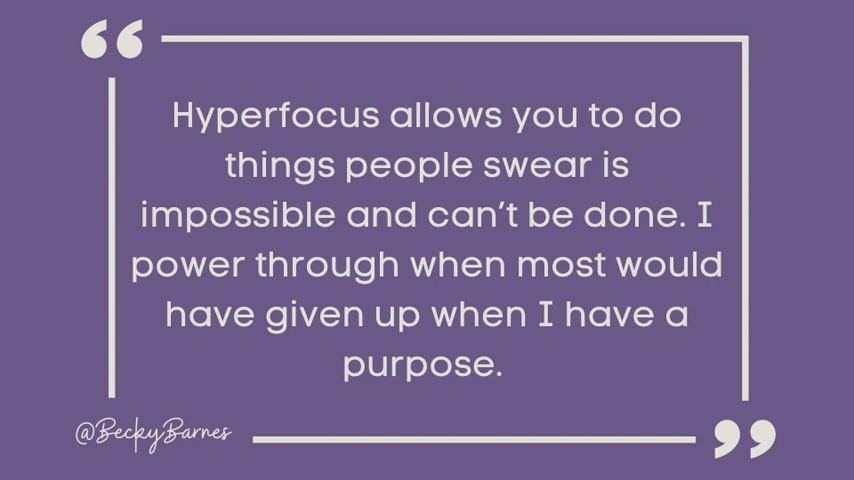 “
Hyperfocus allows you to do
things people swear is
impossible and can’t be done. I
power through when most would
have given up when I have a
purpose.
@BeckyBarnes
”